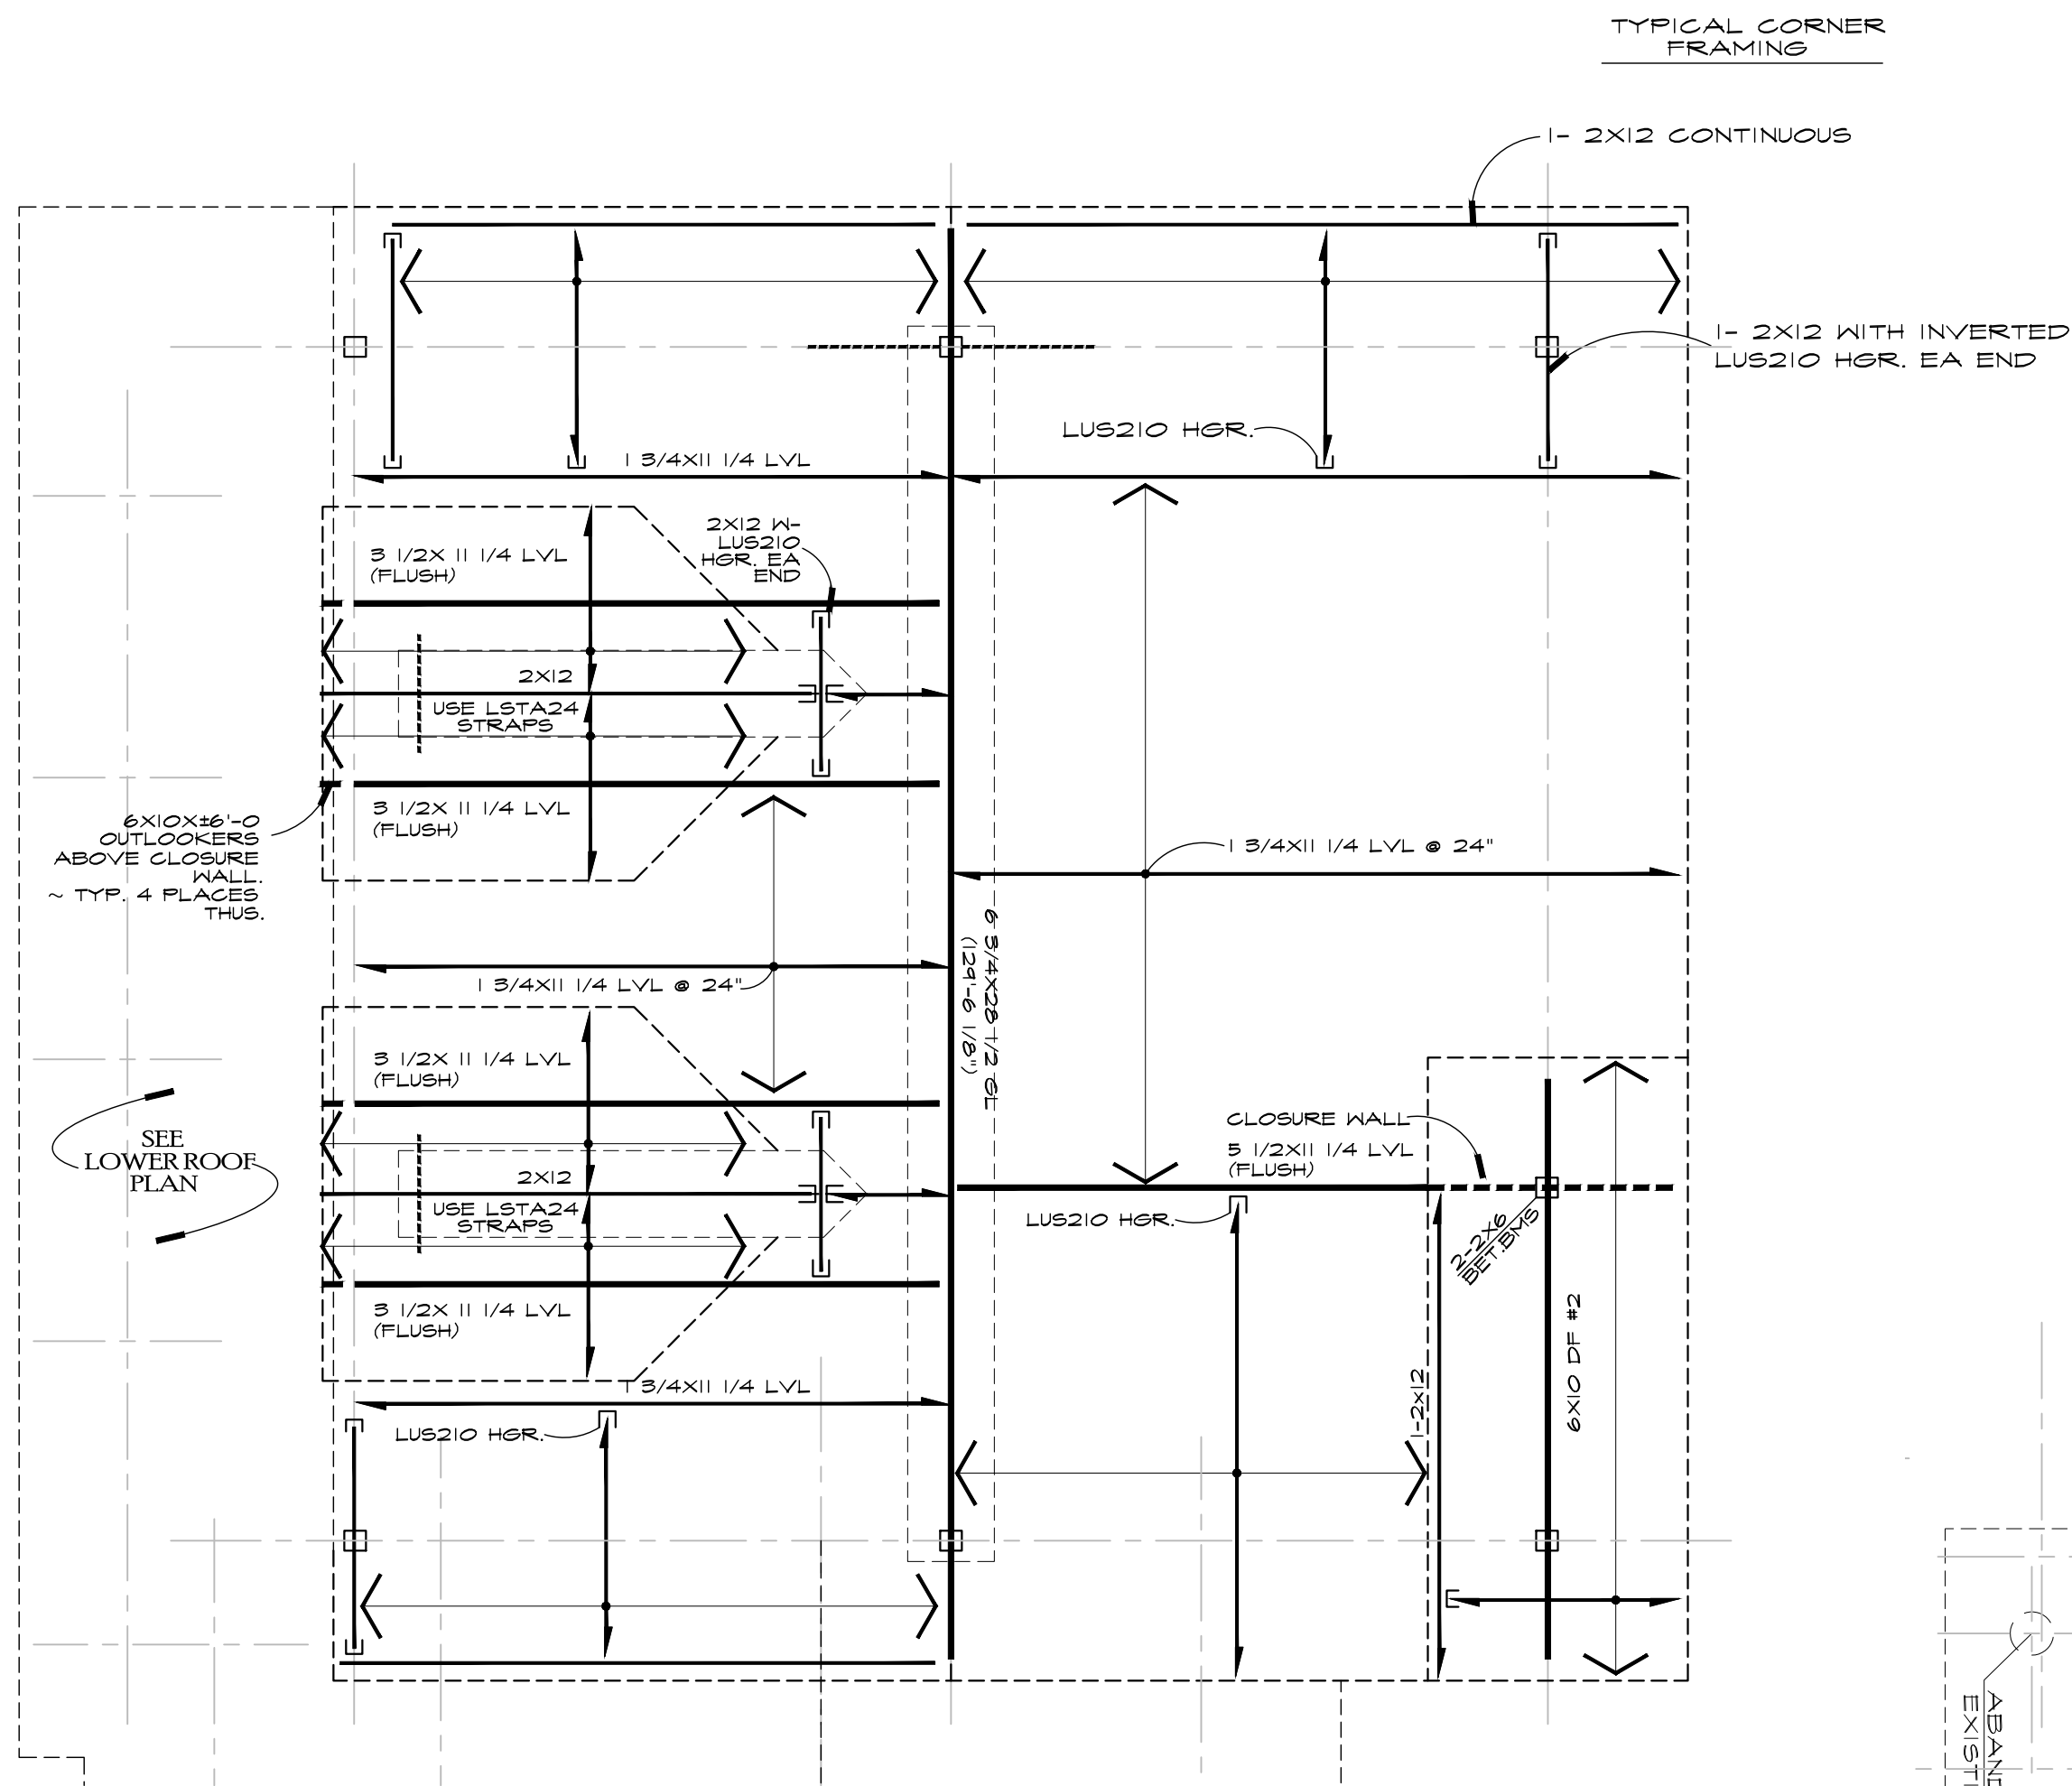 TYPICAL CORNER
FRAMING
1- 2X12 CONTINUOUS
1- 2X12 WITH INVERTED
LUS210 HGR. EA END
LUS210 HGR.
1 3/4X11 1/4 LVL
2X12 W-
LUS210
HGR. EA
END
3 1/2X 11 1/4 LVL
(FLUSH)
2X12
USE LSTA24
STRAPS
3 1/2X 11 1/4 LVL
(FLUSH)
6X10X±6'-0
OUTLOOKERS
ABOVE CLOSURE
WALL.
~ TYP. 4 PLACES
THUS.
1 3/4X11 1/4 LVL @ 24"
6 3/4X28 1/2 GL
(129'-6 1/8")
1 3/4X11 1/4 LVL @ 24"
3 1/2X 11 1/4 LVL
(FLUSH)
SEE
LOWER ROOF
PLAN
2X12
USE LSTA24
STRAPS
CLOSURE WALL
5 1/2X11 1/4 LVL
(FLUSH)
LUS210 HGR.
2-2X6
BET.BMS
3 1/2X 11 1/4 LVL
(FLUSH)
6X10 DF #2
1-2x12
1 3/4X11 1/4 LVL
LUS210 HGR.
ABAND
EXISTI